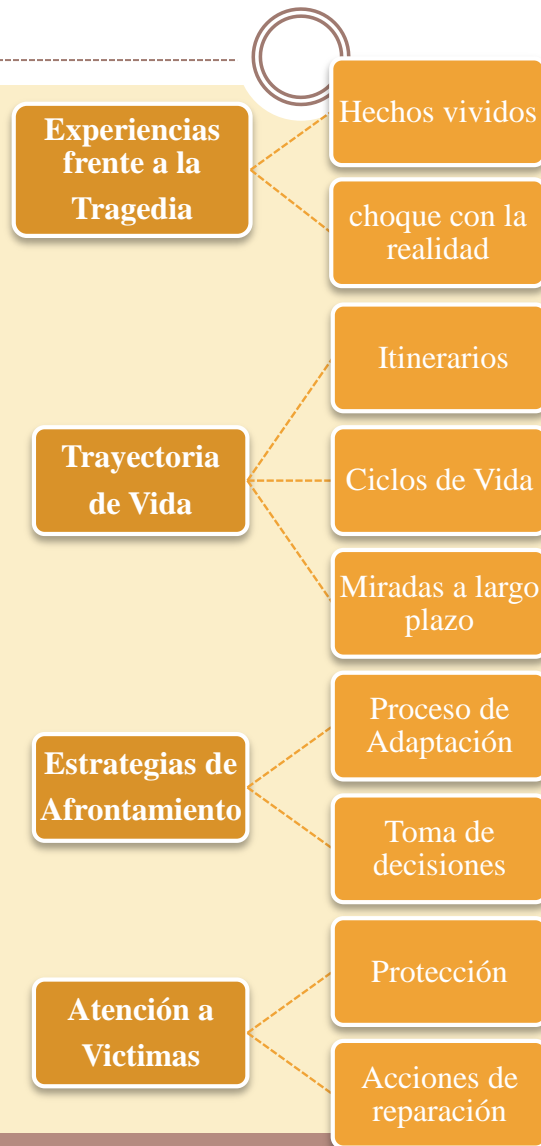 Experiencias
frente a la
Tragedia
Hechos vividos
choque con la
realidad
Trayectoria
de Vida
Itinerarios
Ciclos de Vida
Miradas a largo
plazo
Estrategias de
Afrontamiento
Proceso de
Adaptación
Toma de
decisiones
Atención a
Victimas
Protección
Acciones de
reparación